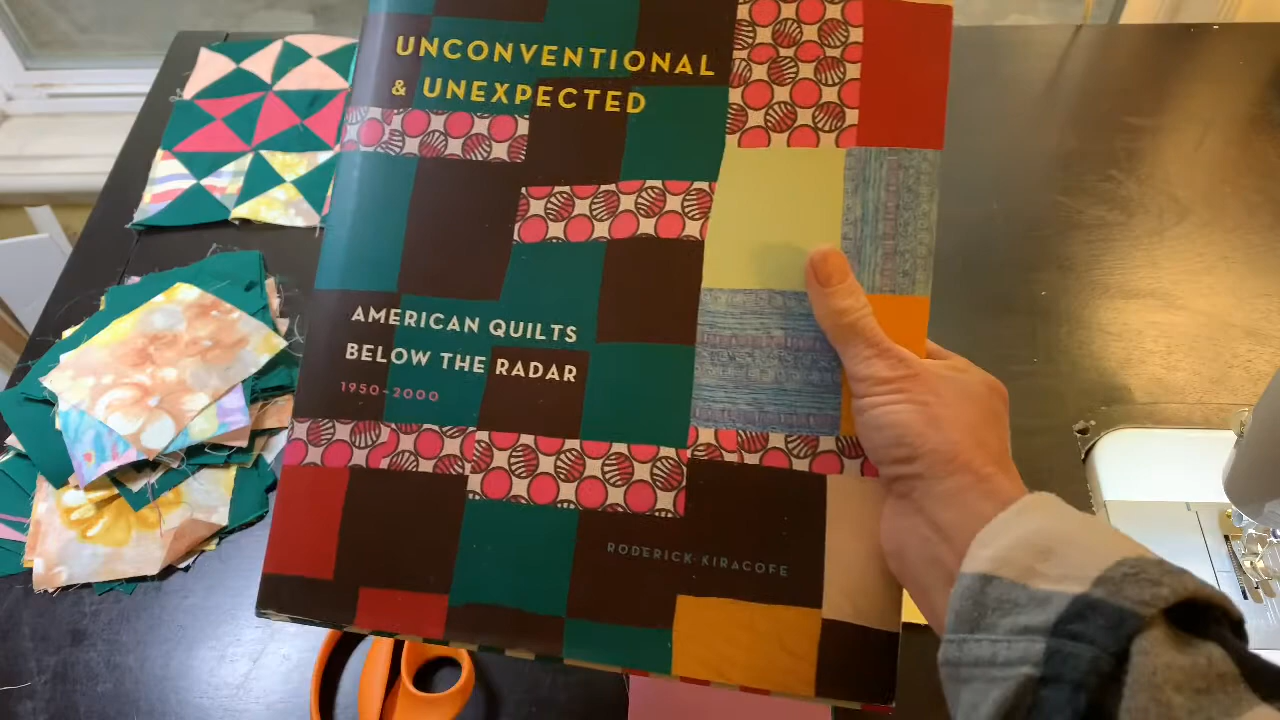 UNCONVENTIONAL
& UNEXPECTED
AMERICAN QUILTS
BELOW THE RADAR
1950–2000
RODERICK KIRACOFE